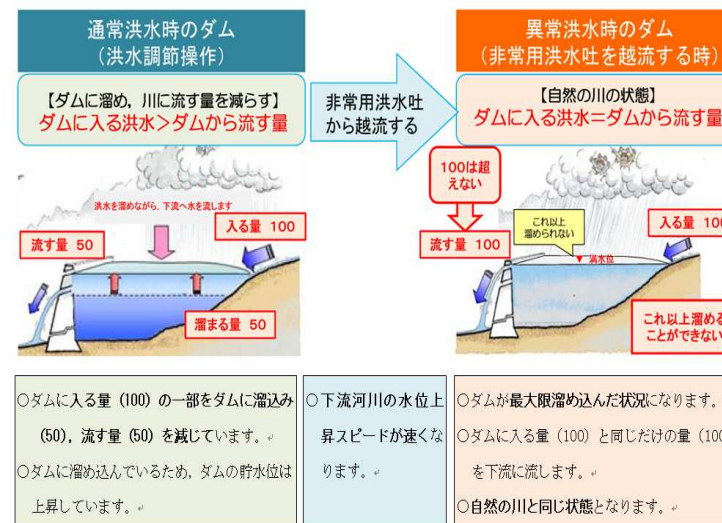 通常洪水時のダム
（洪水調節操作）
【ダムに溜め，川に流す量を減らす】
ダムに入る洪水＞ダムから流す量
洪水を溜めながら、下流へ水を流します
入る量 100
流す量 50
溜まる量 50
○ダムに入る量（100）の一部をダムに溜込み
（50），流す量（50）を減じています。
○ダムに溜め込んでいるため，ダムの貯水位は
上昇しています。
非常用洪水吐
から越流する
○下流河川の水位上
昇スピードが速くな
ります。
異常洪水時のダム
（非常用洪水吐を越流する時）
【自然の川の状態】
ダムに入る洪水＝ダムから流す量
100は超
えない
流す量 100
これ以上
溜められない
入る量 100
満水位
これ以上溜める
ことができない
○ダムが最大限溜め込んだ状況になります。
○ダムに入る量（100）と同じだけの量（100
を下流に流します。
○自然の川と同じ状態となります。